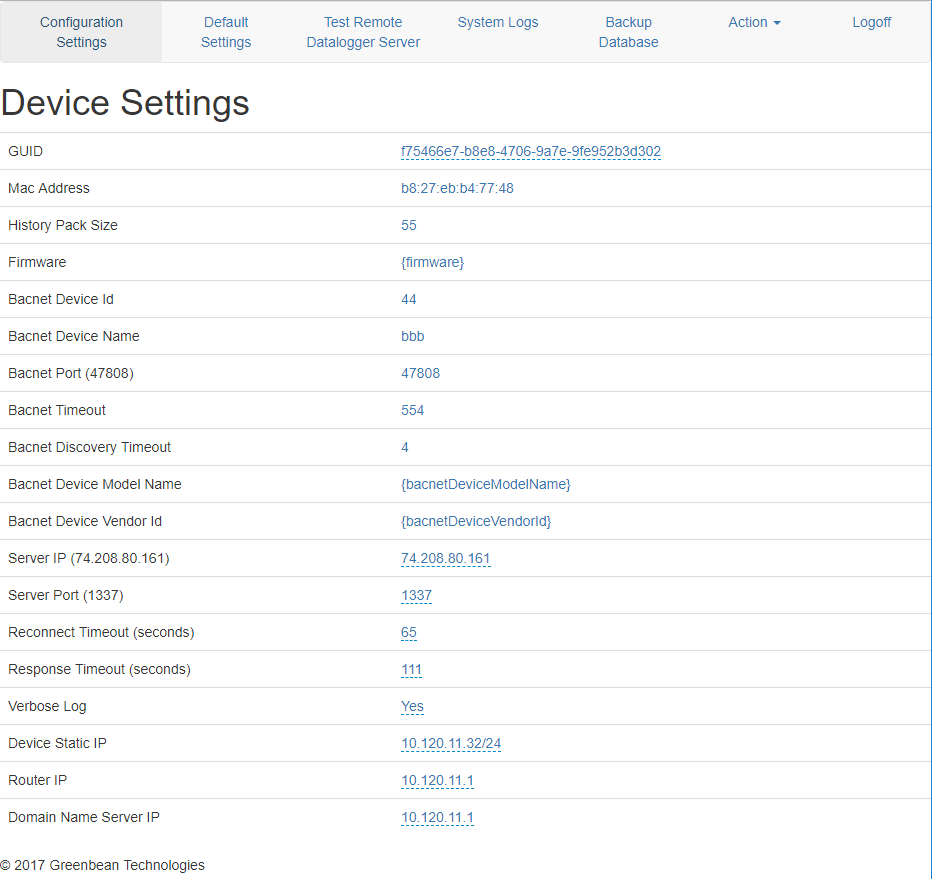 Configuration Settings
Default Settings
Test Remote Datalogger Server
System Logs
Backup Database
Action
Logoff
Device Settings
GUID f75466e7-b8e8-4706-9a7e-9fe952b3d302
Mac Address b8:27:eb:b4:77:48
History Pack Size 55
Firmware {firmware}
Bacnet Device Id 44
Bacnet Device Name bbb
Bacnet Port (47808) 47808
Bacnet Timeout 554
Bacnet Discovery Timeout 4
Bacnet Device Model Name {bacnetDeviceModelName}
Bacnet Device Vendor Id {bacnetDeviceVendorId}
Server IP (74.208.80.161) 74.208.80.161
Server Port (1337) 1337
Reconnect Timeout (seconds) 65
Response Timeout (seconds) 111
Verbose Log Yes
Device Static IP 10.120.11.32/24
Router IP 10.120.11.1
Domain Name Server IP 10.120.11.1
© 2017 Greenbean Technologies